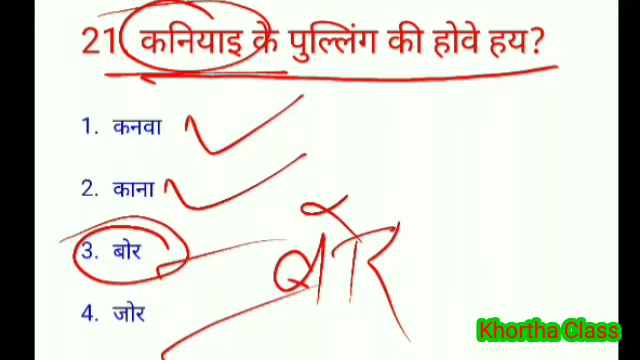 21 कनियाइ के पुल्लिंग की होवे हय?
1. कनवा
2. काना
3. बोर
बोर
4. जोर
Khortha Class